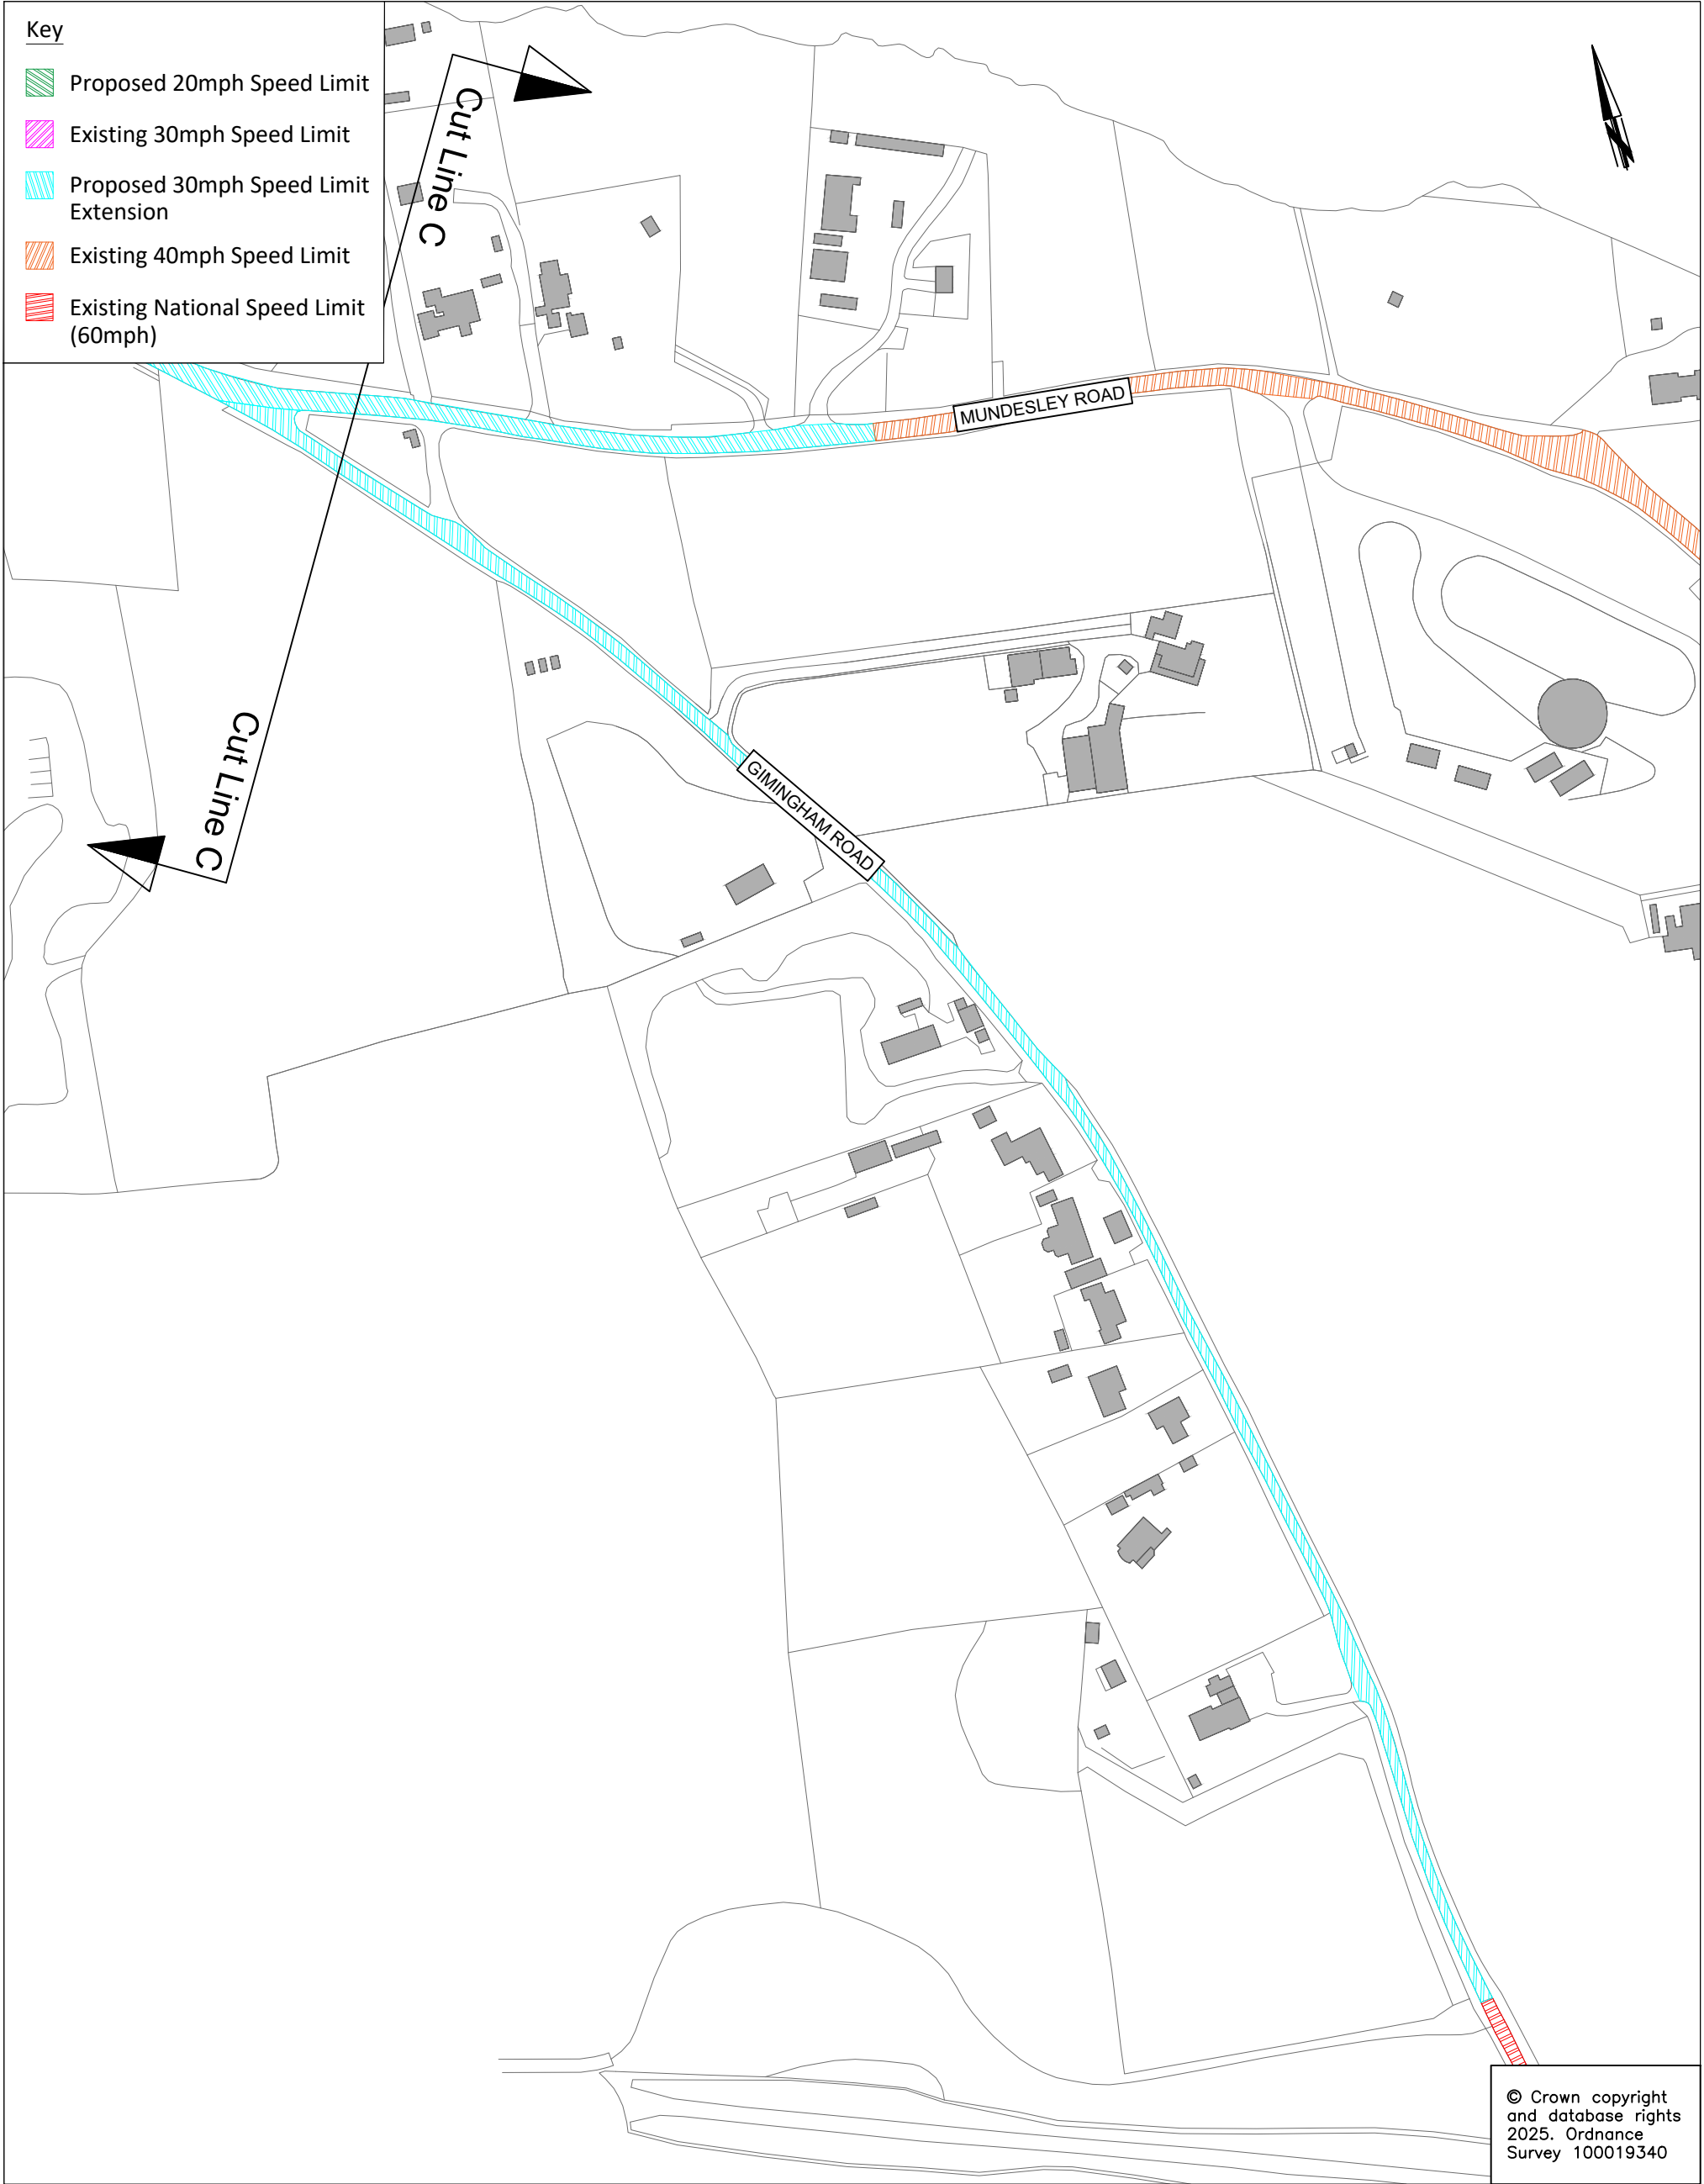 Key
Proposed 20mph Speed Limit
Existing 30mph Speed Limit
Proposed 30mph Speed Limit
Extension
Existing 40mph Speed Limit
Existing National Speed Limit
(60mph)
Cut Line C
N
MUNDESLEY ROAD
Cut Line C
GIMINGHAM ROAD
© Crown copyright
and database rights
2025. Ordnance
Survey 100019340